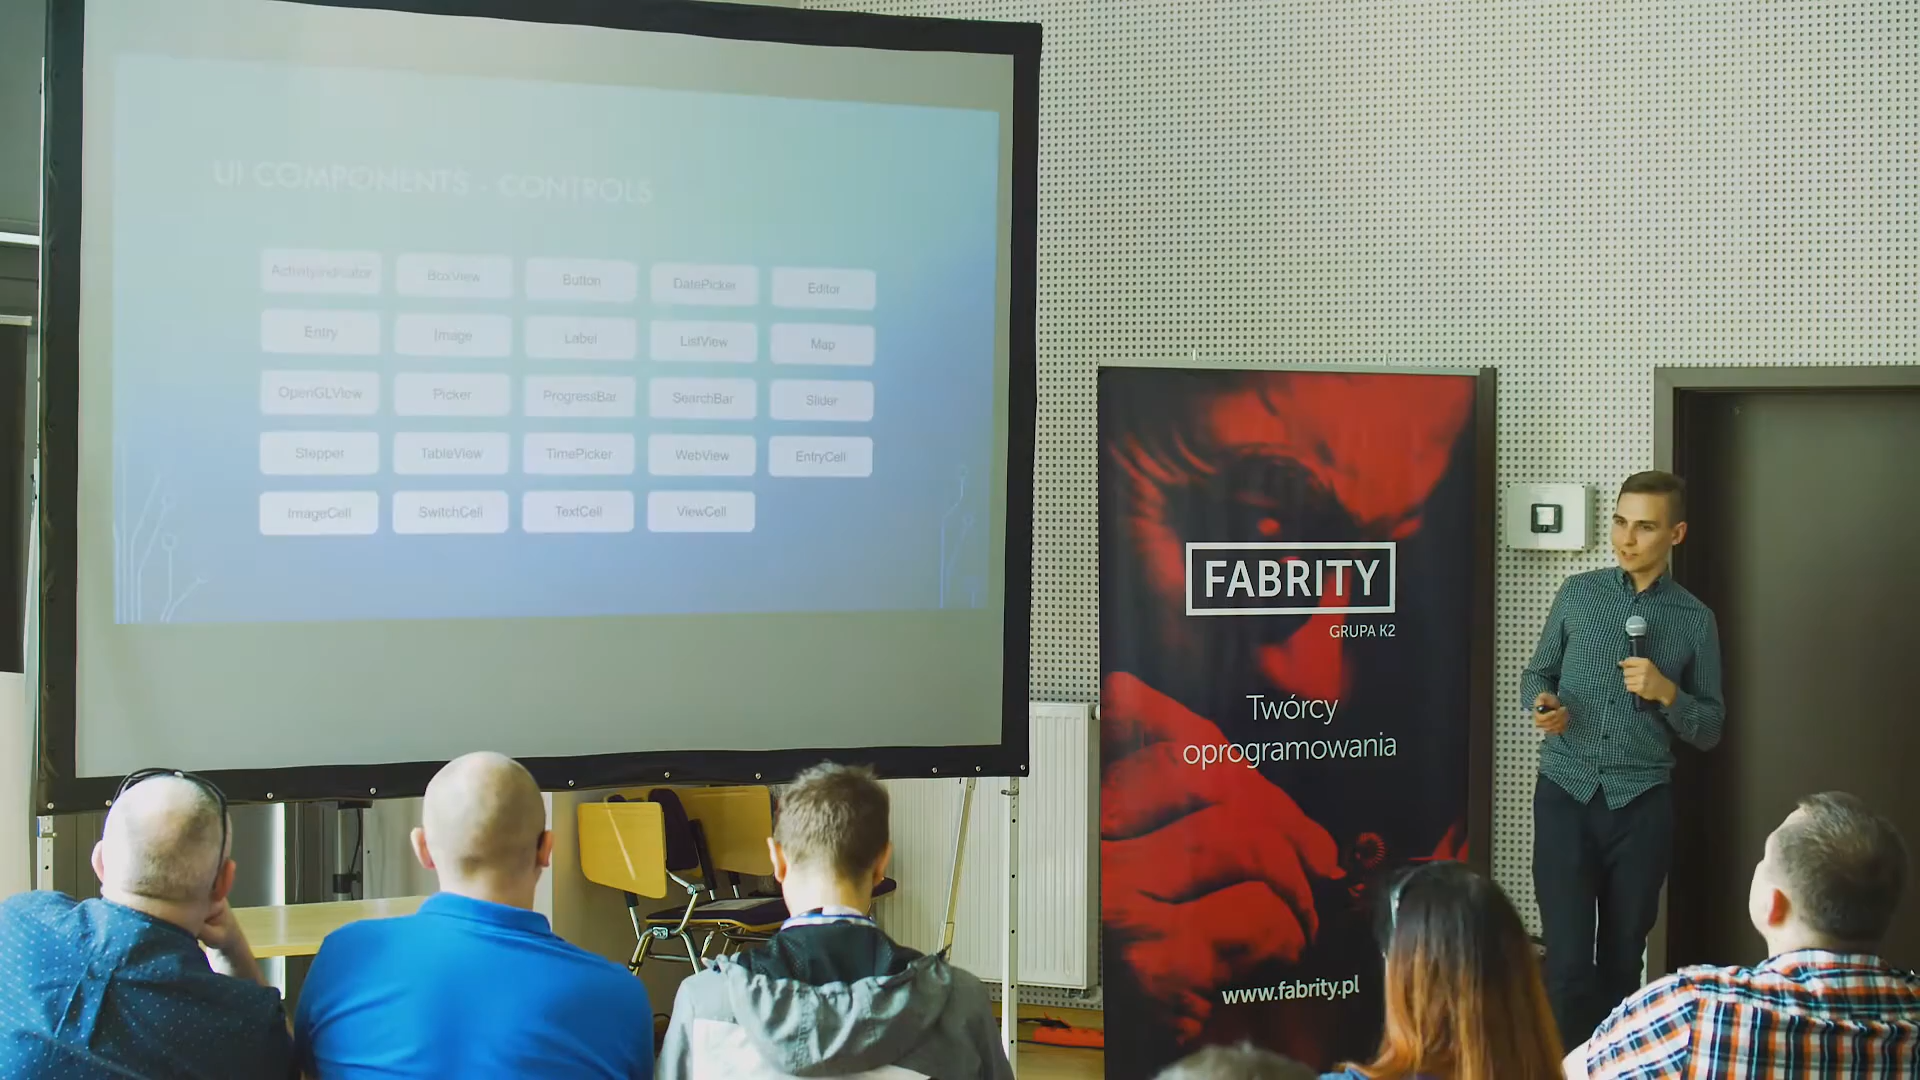 UI COMPONENTS - CONTROLS
ActivityIndicator BoxView Button DatePicker Editor
Entry Image Label ListView Map
OpenGLView Picker ProgressBar SearchBar Slider
Stepper TableView TimePicker WebView EntryCell
ImageCell SwitchCell TextCell ViewCell
FABRITY
GRUPA K2
Twórcy
oprogramowania
www.fabrity.pl